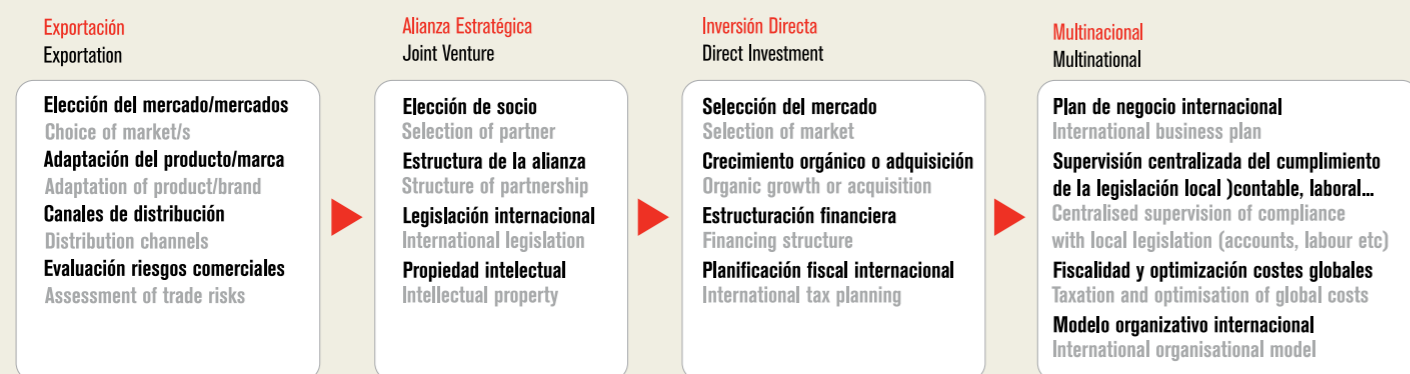 Exportación
Exportation
Elección del mercado/mercados
Choice of market/s
Adaptación del producto/marca
Adaptation of product/brand
Canales de distribución
Distribution channels
Evaluación riesgos comerciales
Assessment of trade risks
Alianza Estratégica
Joint Venture
Elección de socio
Selection of partner
Estructura de la alianza
Structure of partnership
Legislación internacional
International legislation
Propiedad intelectual
Intellectual property
Inversión Directa
Direct Investment
Selección del mercado
Selection of market
Crecimiento orgánico o adquisición
Organic growth or acquisition
Estructuración financiera
Financing structure
Planificación fiscal internacional
International tax planning
Multinacional
Multinational
Plan de negocio internacional
International business plan
Supervisión centralizada del cumplimiento
de la legislación local )contable, laboral...
Centralised supervision of compliance
with local legislation (accounts, labour etc)
Fiscalidad y optimización costes globales
Taxation and optimisation of global costs
Modelo organizativo internacional
International organisational model